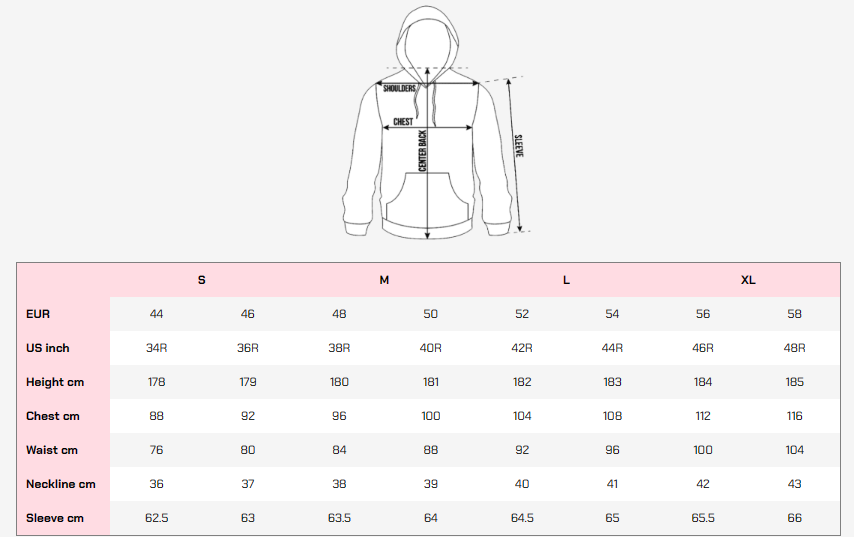 SHOULDERS
CHEST
CENTER BACK
SLEEVE
S M L XL
EUR 44 46 48 50 52 54 56 58
US inch 34R 36R 38R 40R 42R 44R 46R 48R
Height cm 178 179 180 181 182 183 184 185
Chest cm 88 92 96 100 104 108 112 116
Waist cm 76 80 84 88 92 96 100 104
Neckline cm 36 37 38 39 40 41 42 43
Sleeve cm 62.5 63 63.5 64 64.5 65 65.5 66